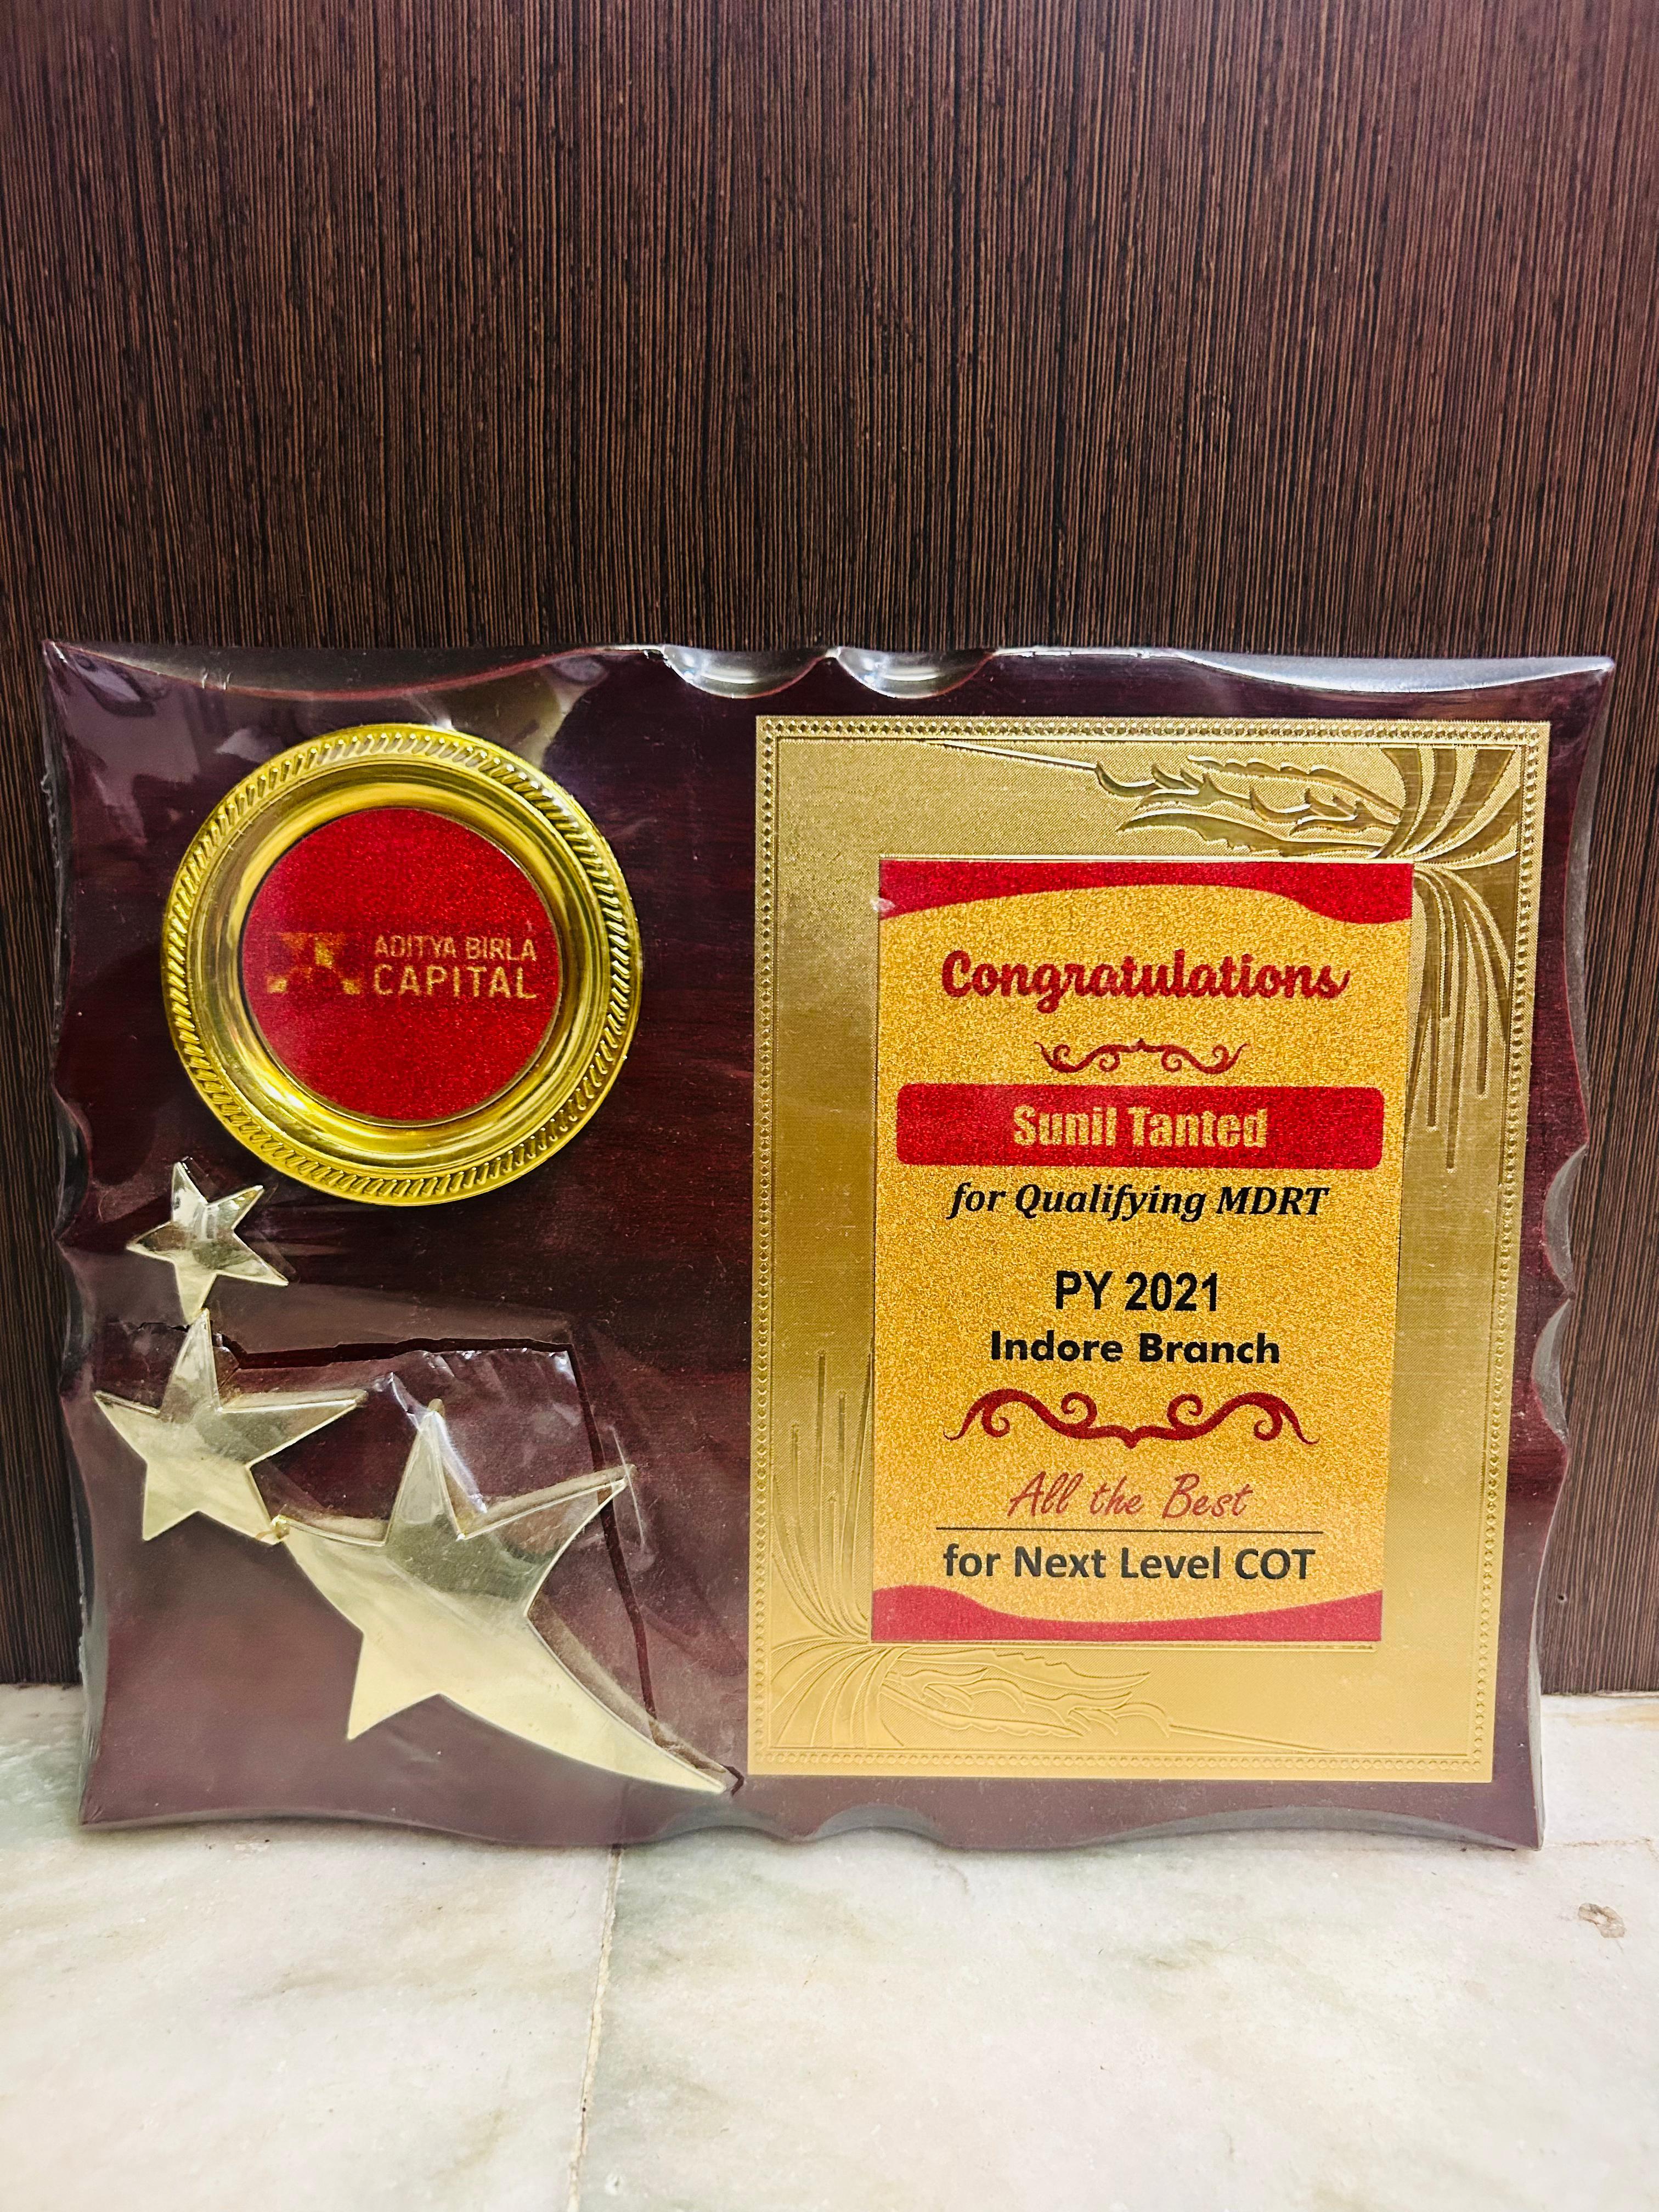 ADITYA BIRLA
CAPITAL
Congratulations
Sunil Tanted
for Qualifying MDRT
PY 2021
Indore Branch
All the Best
for Next Level COT